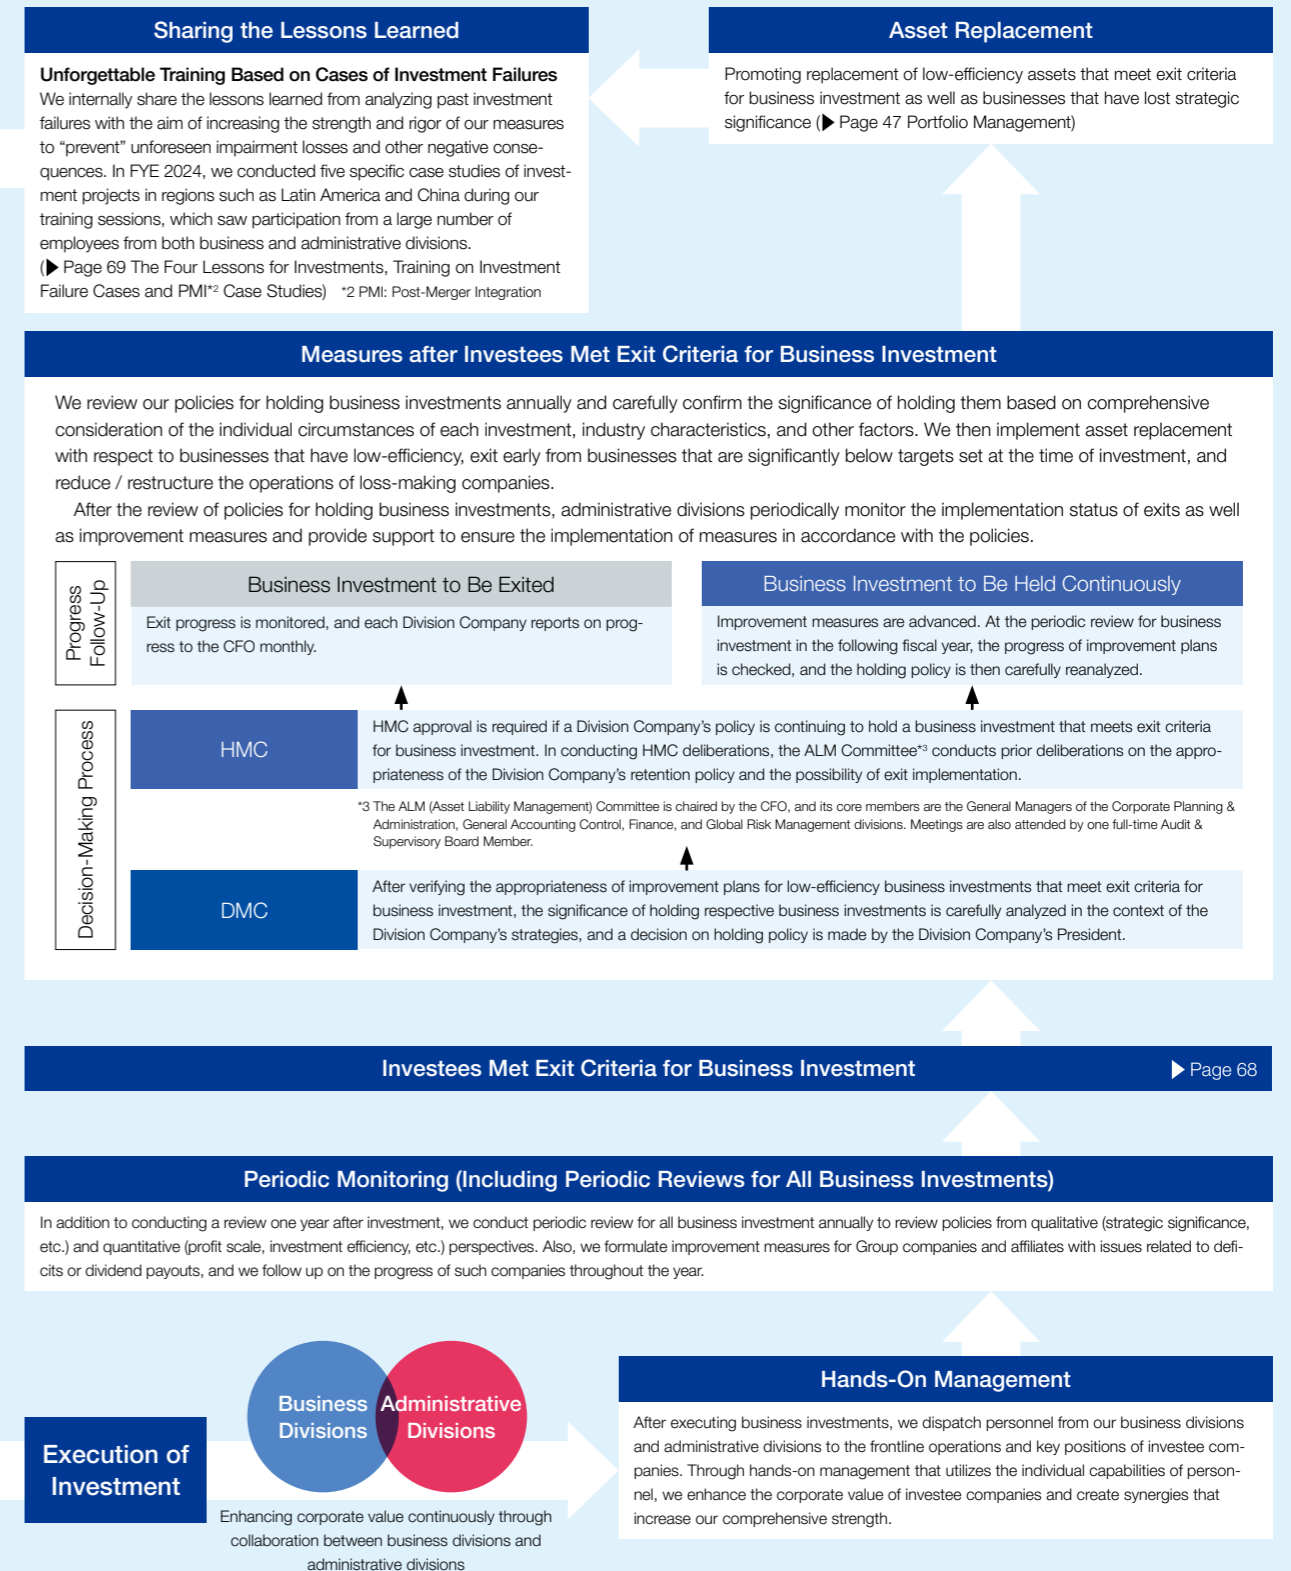 Sharing the Lessons Learned
Unforgettable Training Based on Cases of Investment Failures
We internally share the lessons learned from analyzing past investment
failures with the aim of increasing the strength and rigor of our measures
to “prevent” unforeseen impairment losses and other negative conse-
quences. In FYE 2024, we conducted five specific case studies of invest-
ment projects in regions such as Latin America and China during our
training sessions, which saw participation from a large number of
employees from both business and administrative divisions.
(▶ Page 69 The Four Lessons for Investments, Training on Investment
Failure Cases and PMI*2 Case Studies) *2 PMI: Post-Merger Integration
Asset Replacement
Promoting replacement of low-efficiency assets that meet exit criteria
for business investment as well as businesses that have lost strategic
significance (▶ Page 47 Portfolio Management)
Measures after Investees Met Exit Criteria for Business Investment
We review our policies for holding business investments annually and carefully confirm the significance of holding them based on comprehensive
consideration of the individual circumstances of each investment, industry characteristics, and other factors. We then implement asset replacement
with respect to businesses that have low-efficiency, exit early from businesses that are significantly below targets set at the time of investment, and
reduce / restructure the operations of loss-making companies.
After the review of policies for holding business investments, administrative divisions periodically monitor the implementation status of exits as well
as improvement measures and provide support to ensure the implementation of measures in accordance with the policies.
Progress
Follow-Up
Business Investment to Be Exited
Exit progress is monitored, and each Division Company reports on prog-
ress to the CFO monthly.
Business Investment to Be Held Continuously
Improvement measures are advanced. At the periodic review for business
investment in the following fiscal year, the progress of improvement plans
is checked, and the holding policy is then carefully reanalyzed.
Decision-Making Process
HMC
HMC approval is required if a Division Company’s policy is continuing to hold a business investment that meets exit criteria
for business investment. In conducting HMC deliberations, the ALM Committee*3 conducts prior deliberations on the appro-
priateness of the Division Company’s retention policy and the possibility of exit implementation.
*3 The ALM (Asset Liability Management) Committee is chaired by the CFO, and its core members are the General Managers of the Corporate Planning &
Administration, General Accounting Control, Finance, and Global Risk Management divisions. Meetings are also attended by one full-time Audit &
Supervisory Board Member.
DMC
After verifying the appropriateness of improvement plans for low-efficiency business investments that meet exit criteria for
business investment, the significance of holding respective business investments is carefully analyzed in the context of the
Division Company’s strategies, and a decision on holding policy is made by the Division Company’s President.
Investees Met Exit Criteria for Business Investment
▶ Page 68
Periodic Monitoring (Including Periodic Reviews for All Business Investments)
In addition to conducting a review one year after investment, we conduct periodic review for all business investment annually to review policies from qualitative (strategic significance,
etc.) and quantitative (profit scale, investment efficiency, etc.) perspectives. Also, we formulate improvement measures for Group companies and affiliates with issues related to defi-
cits or dividend payouts, and we follow up on the progress of such companies throughout the year.
Execution of
Investment
Business
Divisions
Administrative
Divisions
Enhancing corporate value continuously through
collaboration between business divisions and
administrative divisions
Hands-On Management
After executing business investments, we dispatch personnel from our business divisions
and administrative divisions to the frontline operations and key positions of investee com-
panies. Through hands-on management that utilizes the individual capabilities of person-
nel, we enhance the corporate value of investee companies and create synergies that
increase our comprehensive strength.